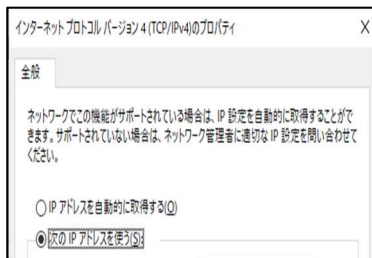 インターネット プロトコル バージョン 4 (TCP/IPv4)のプロパティ
全般
ネットワークでこの機能がサポートされている場合は、IP 設定を自動的に取得することがで
きます。サポートされていない場合は、ネットワーク管理者に適切な IP 設定を問い合わせて
ください。
IP アドレスを自動的に取得する(O)
次の IP アドレスを使う(S):